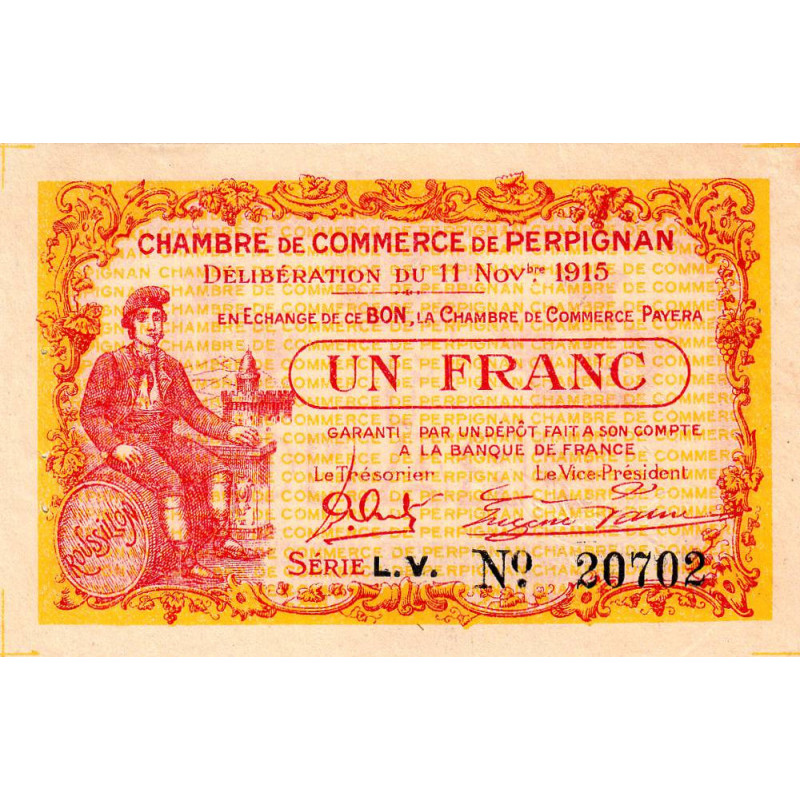 CHAMBRE DE COMMERCE DE PERPIGNAN
DÉLIBÉRATION DU 11 NOVbre. 1915
EN ECHANGE DE CE BON, LA CHAMBRE DE COMMERCE PAYERA
UN FRANC
GARANTI PAR UN DÉPÔT FAIT A SON COMPTE
A LA BANQUE DE FRANCE
Le Trésorier Le Vice-Président
ROUSSILLON
SÉRIE L.V. No. 20702